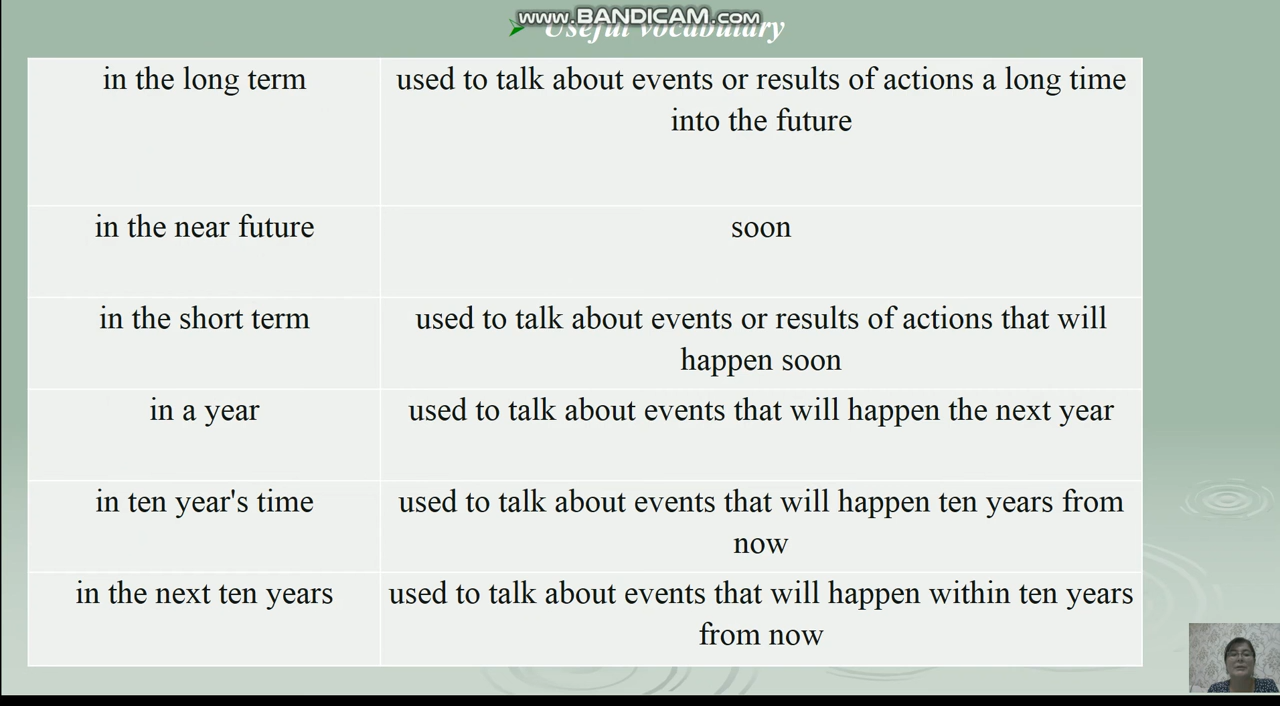 www.BANDICAM.com
Useful vocabulary
in the long term
used to talk about events or results of actions a long time
into the future
in the near future
soon
in the short term
used to talk about events or results of actions that will
happen soon
in a year
used to talk about events that will happen the next year
in ten year's time
used to talk about events that will happen ten years from
now
in the next ten years
used to talk about events that will happen within ten years
from now